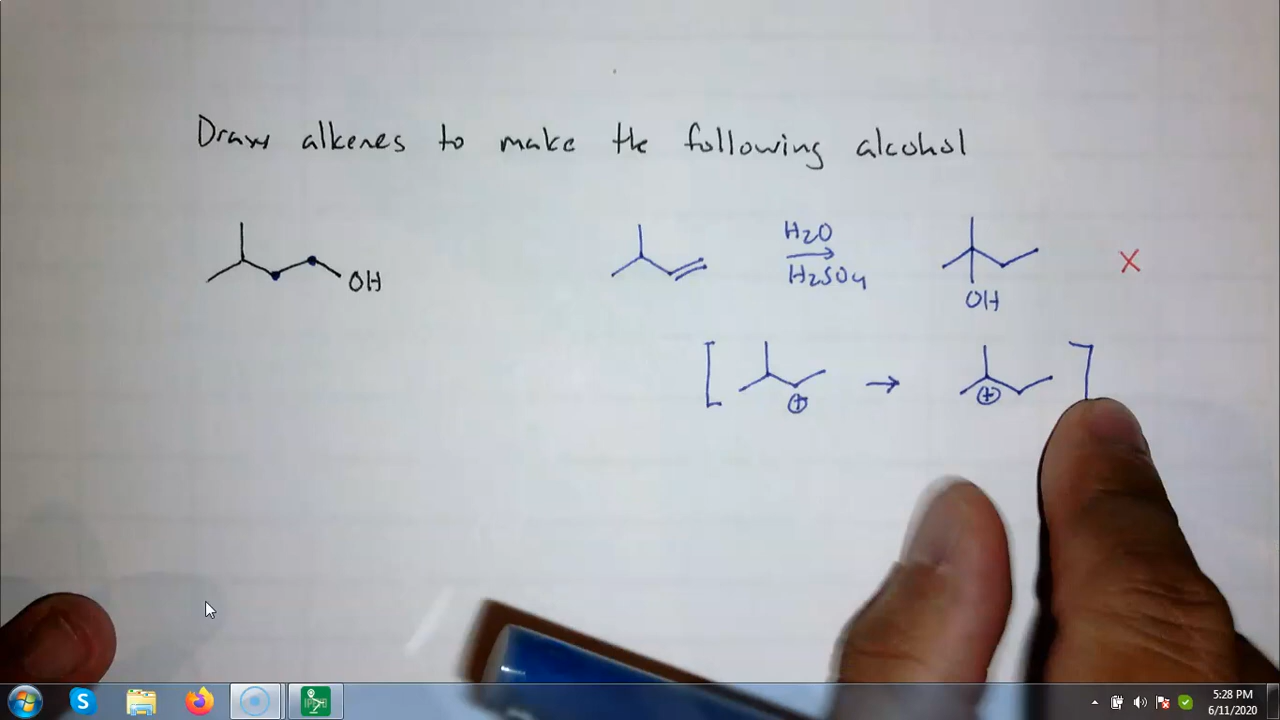 Draw alkenes to make the following alcohol
OH
H2O
H2SO4
OH
X
[ ⊕ → ⊕ ]
5:28 PM
6/11/2020